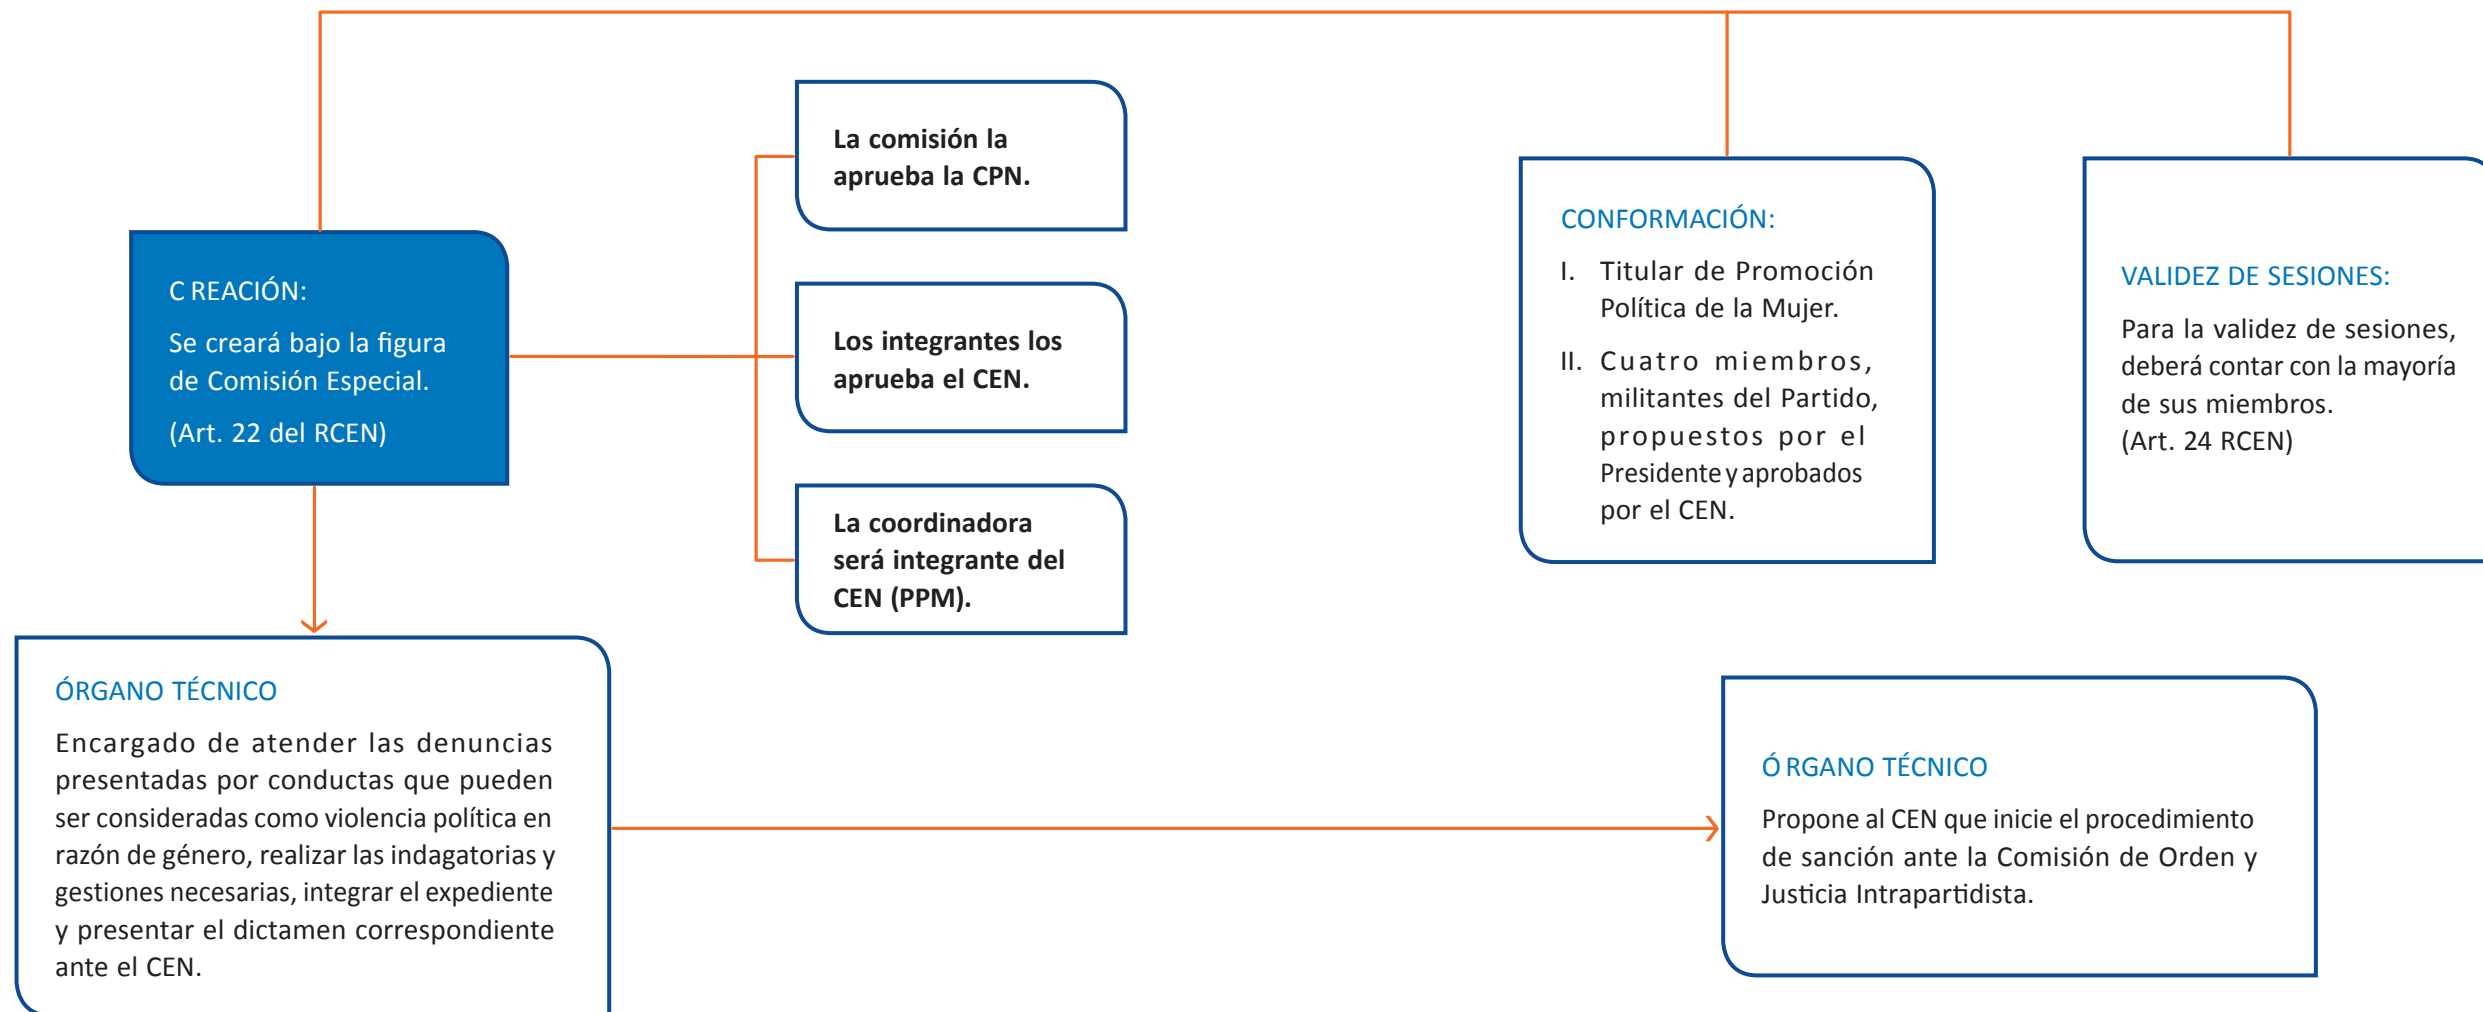 C REACIÓN:
Se creará bajo la figura
de Comisión Especial.
(Art. 22 del RCEN)
La comisión la
aprueba la CPN.
Los integrantes los
aprueba el CEN.
La coordinadora
será integrante del
CEN (PPM).
CONFORMACIÓN:
I. Titular de Promoción
Política de la Mujer.
II. Cuatro miembros,
militantes del Partido,
propuestos por el
Presidente y aprobados
por el CEN.
VALIDEZ DE SESIONES:
Para la validez de sesiones,
deberá contar con la mayoría
de sus miembros.
(Art. 24 RCEN)
ÓRGANO TÉCNICO
Encargado de atender las denuncias
presentadas por conductas que pueden
ser consideradas como violencia política en
razón de género, realizar las indagatorias y
gestiones necesarias, integrar el expediente
y presentar el dictamen correspondiente
ante el CEN.
Ó RGANO TÉCNICO
Propone al CEN que inicie el procedimiento
de sanción ante la Comisión de Orden y
Justicia Intrapartidista.